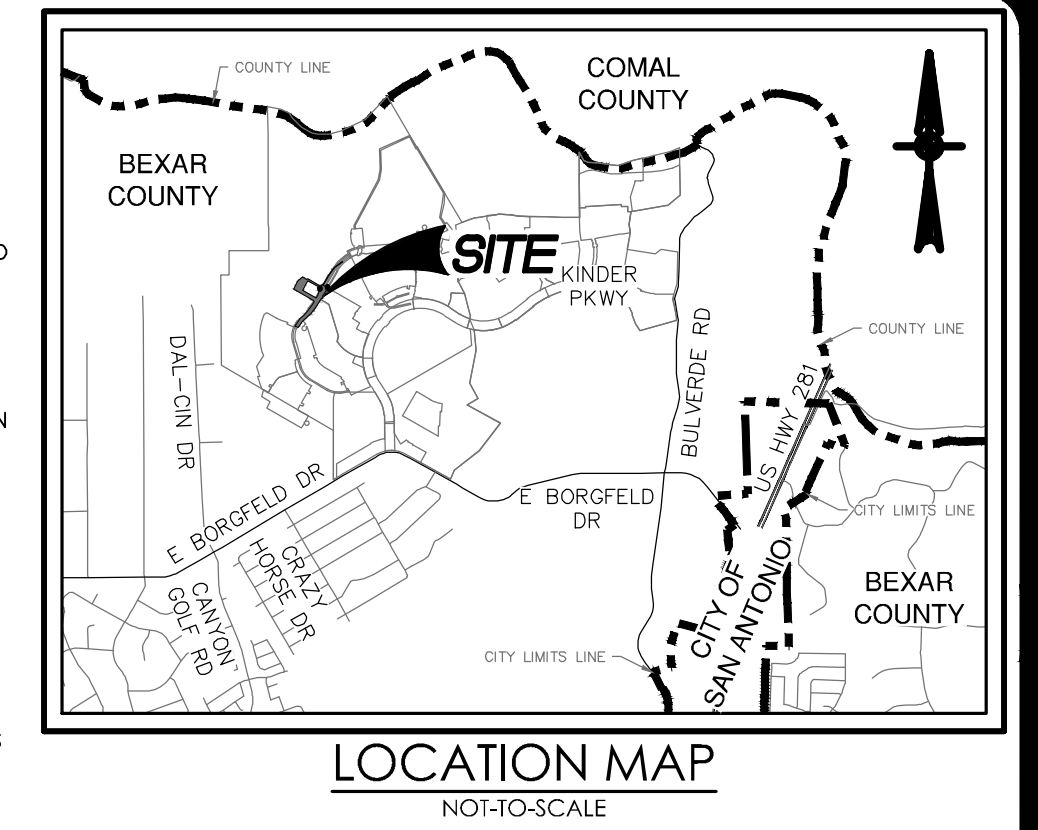 COUNTY LINE
COMAL
COUNTY
BEXAR
COUNTY
SITE
KINDER
PKWY
COUNTY LINE
DAL-CIN DR
BULVERDE RD
US HWY 281
E BORGFELD DR
E BORGFELD
DR
CITY LIMITS LINE
CRAZY
HORSE DR
CANYON
GOLF RD
CITY OF
SAN ANTONIO
BEXAR
COUNTY
CITY LIMITS LINE
LOCATION MAP
NOT-TO-SCALE